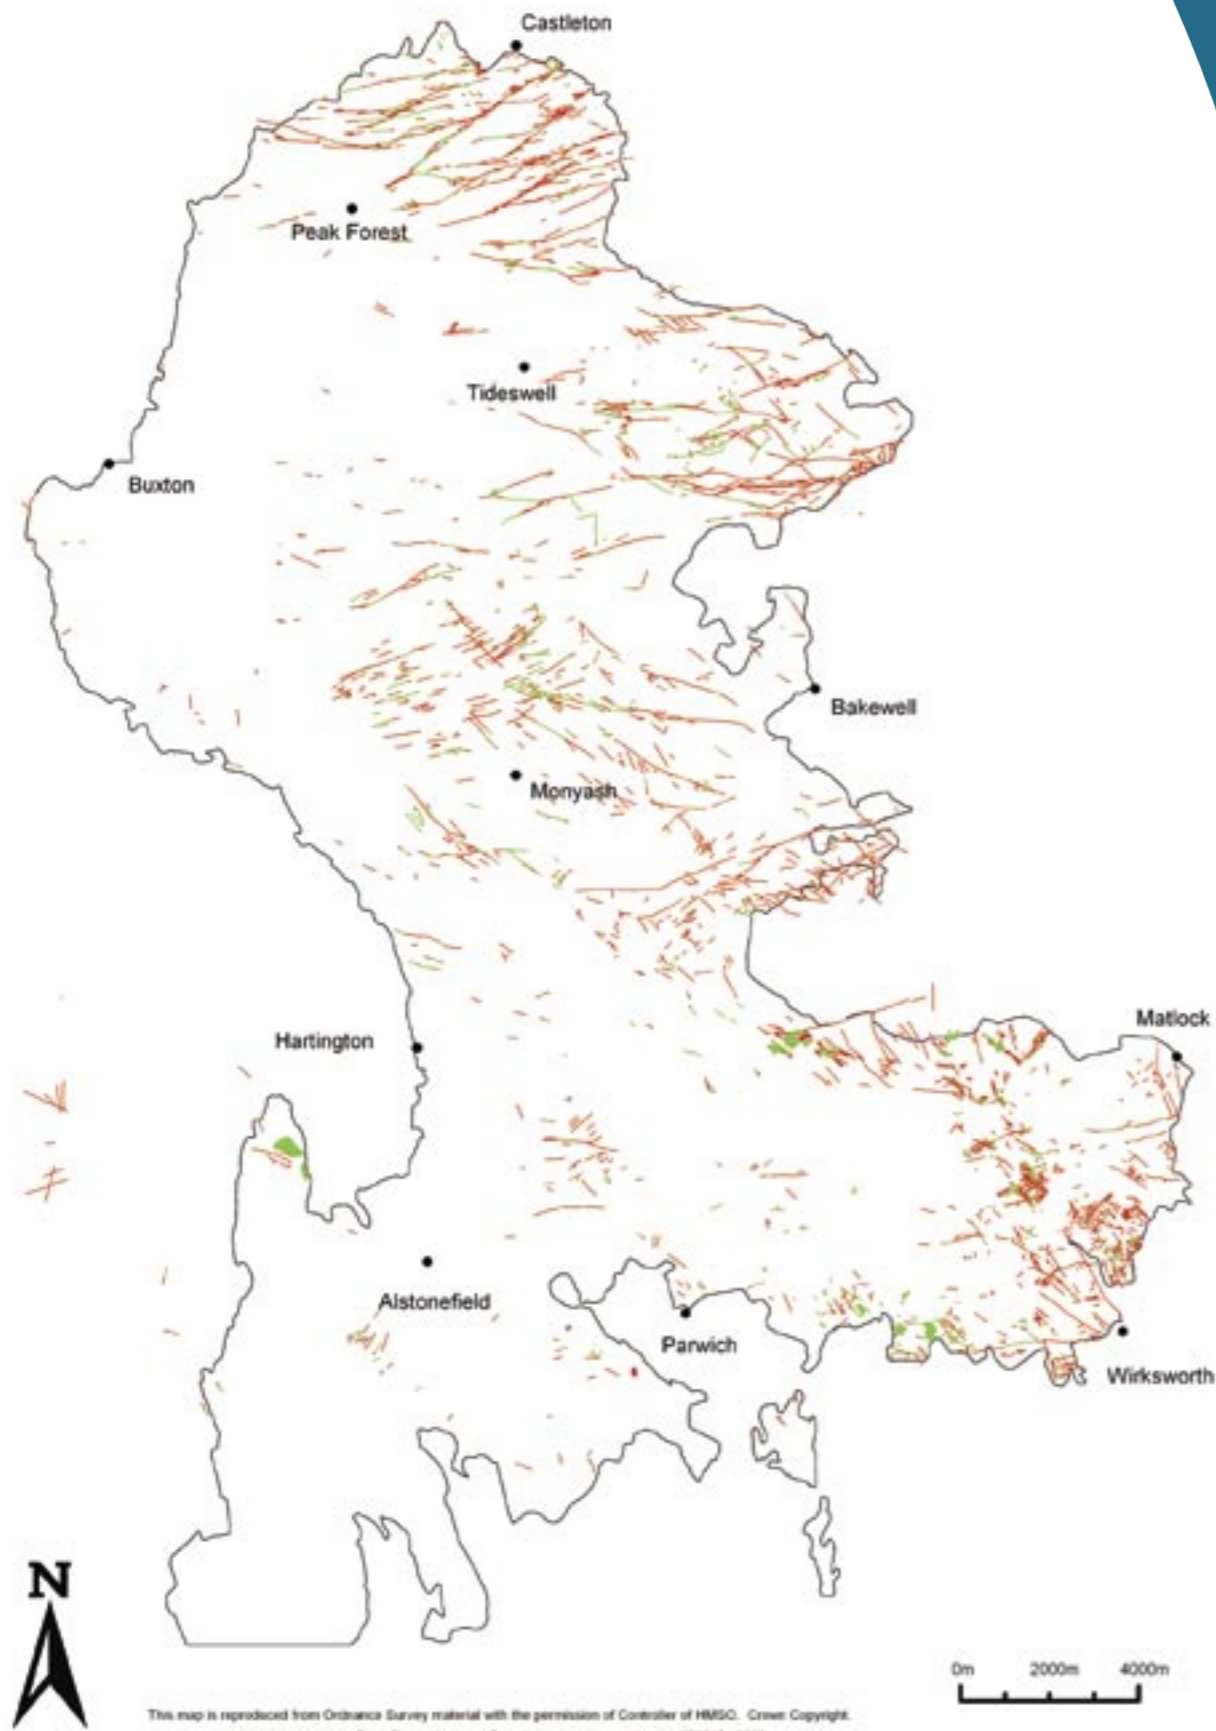 Castleton
Peak Forest
Tideswell
Buxton
Bakewell
Monyash
Hartington
Matlock
Alstonefield
Parwich
Wirksworth
N
0m 2000m 4000m
This map is reproduced from Ordnance Survey material with the permission of Controller of HMSO. Crown Copyright.